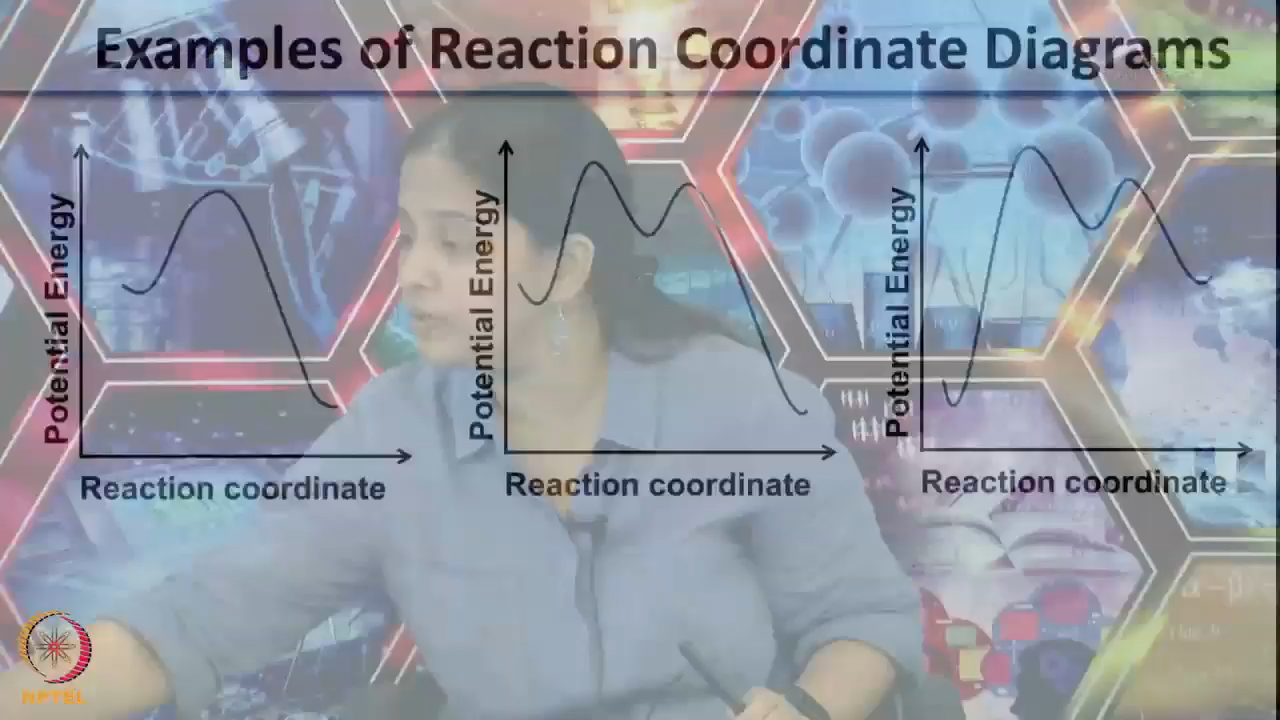 Examples of Reaction Coordinate Diagrams
Potential Energy
Reaction coordinate
Potential Energy
Reaction coordinate
Potential Energy
Reaction coordinate
NPTEL